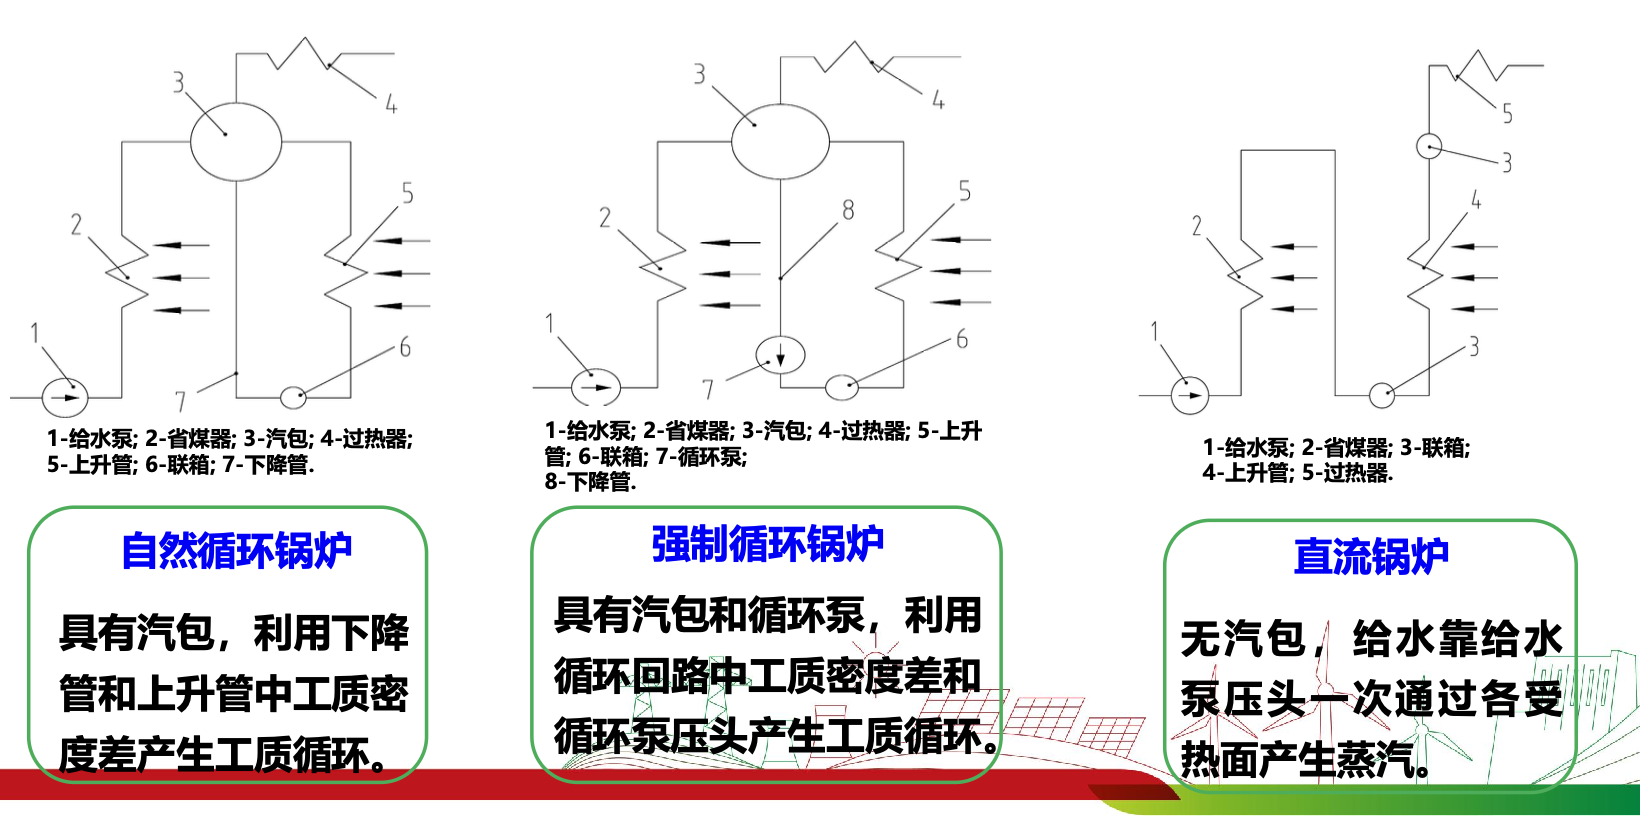 3
4
2
5
1
7
6
1-给水泵; 2-省煤器; 3-汽包; 4-过热器;
5-上升管; 6-联箱; 7-下降管.
自然循环锅炉
具有汽包，利用下降
管和上升管中工质密
度差产生工质循环。
3
4
2
8
5
1
7
6
1-给水泵; 2-省煤器; 3-汽包; 4-过热器; 5-上升
管; 6-联箱; 7-循环泵;
8-下降管.
强制循环锅炉
具有汽包和循环泵，利用
循环回路中工质密度差和
循环泵压头产生工质循环。
5
3
2
4
1
3
1-给水泵; 2-省煤器; 3-联箱;
4-上升管; 5-过热器.
直流锅炉
无汽包，给水靠给水
泵压头一次通过各受
热面产生蒸汽。